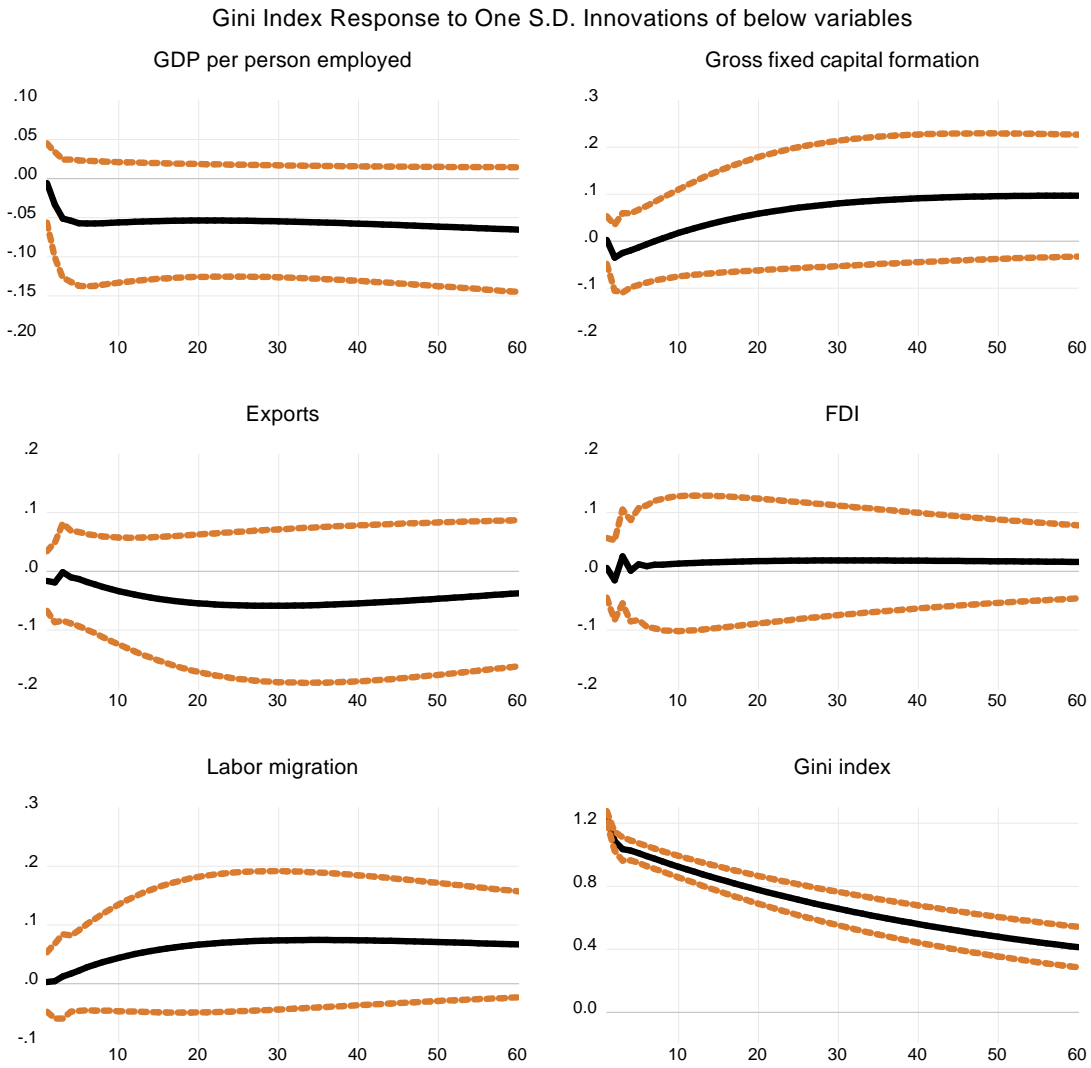 Gini Index Response to One S.D. Innovations of below variables
GDP per person employed
.10
.05
.00
-.05
-.10
-.15
-.20
10 20 30 40 50 60
Gross fixed capital formation
.3
.2
.1
.0
-.1
-.2
10 20 30 40 50 60
Exports
.2
.1
.0
-.1
-.2
10 20 30 40 50 60
FDI
.2
.1
.0
-.1
-.2
10 20 30 40 50 60
Labor migration
.3
.2
.1
.0
-.1
10 20 30 40 50 60
Gini index
1.2
0.8
0.4
0.0
10 20 30 40 50 60